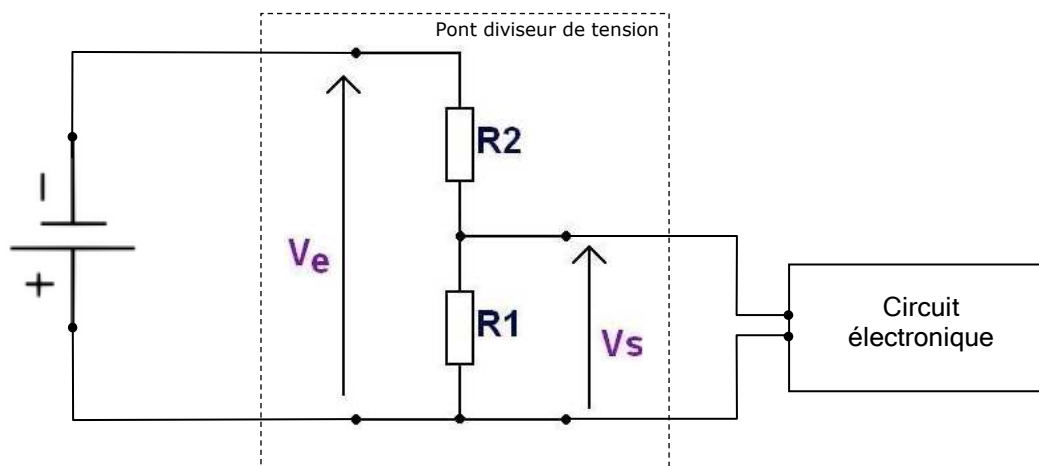 Pont diviseur de tension
R2
Ve
R1
Vs
Circuit
électronique
-
+